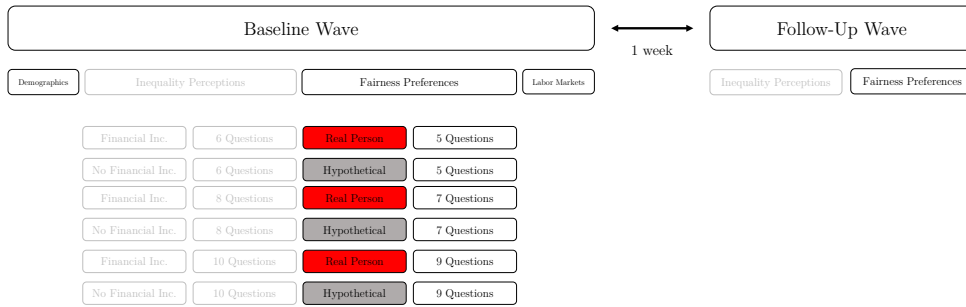 Baseline Wave
Follow-Up Wave
1 week
Demographics Inequality Perceptions Fairness Preferences Labor Markets Inequality Perceptions Fairness Preferences
Financial Inc. 6 Questions Real Person 5 Questions
No Financial Inc. 6 Questions Hypothetical 5 Questions
Financial Inc. 8 Questions Real Person 7 Questions
No Financial Inc. 8 Questions Hypothetical 7 Questions
Financial Inc. 10 Questions Real Person 9 Questions
No Financial Inc. 10 Questions Hypothetical 9 Questions